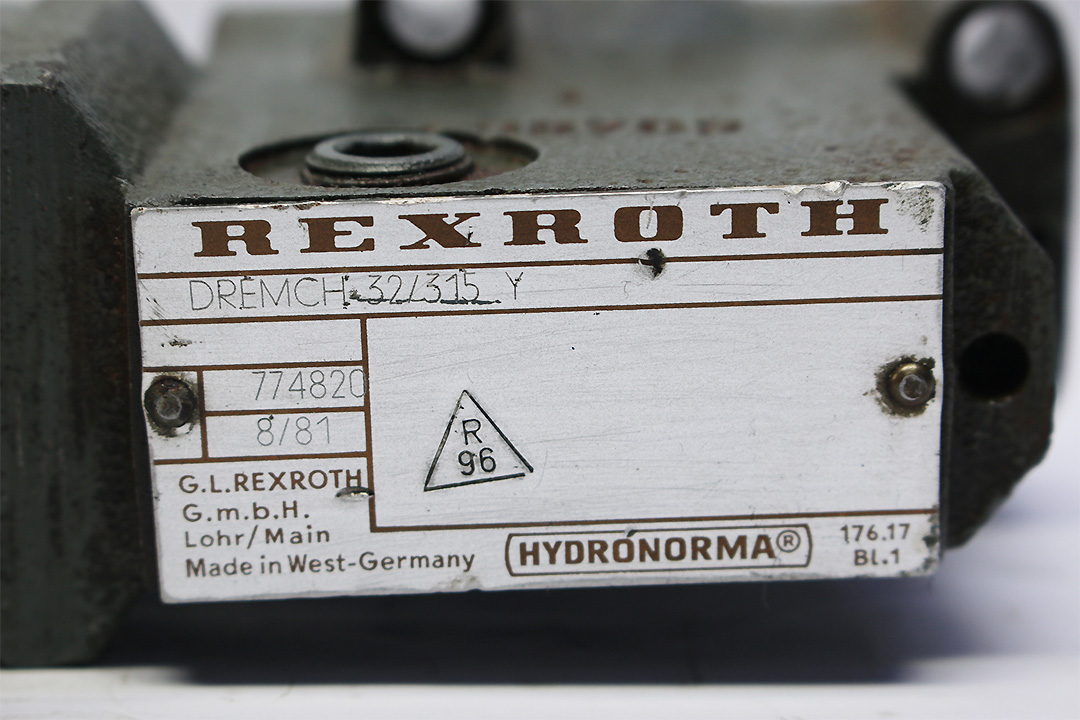 REXROTH
DREMCH-32/315 Y
774820
8/81
R
96
G.L.REXROTH
G.m.b.H.
Lohr/Main
Made in West-Germany
HYDRONORMA®
176.17
BL.1